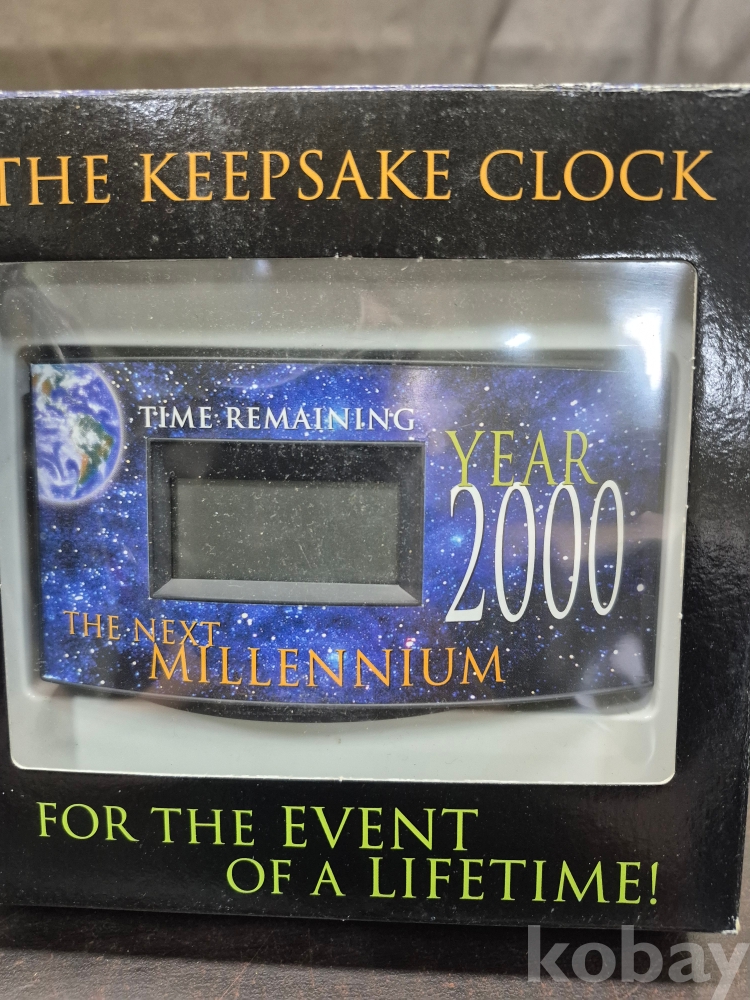 THE KEEPSAKE CLOCK
TIME REMAINING
YEAR
2000
THE NEXT
MILLENNIUM
FOR THE EVENT
OF A LIFETIME!
kobay